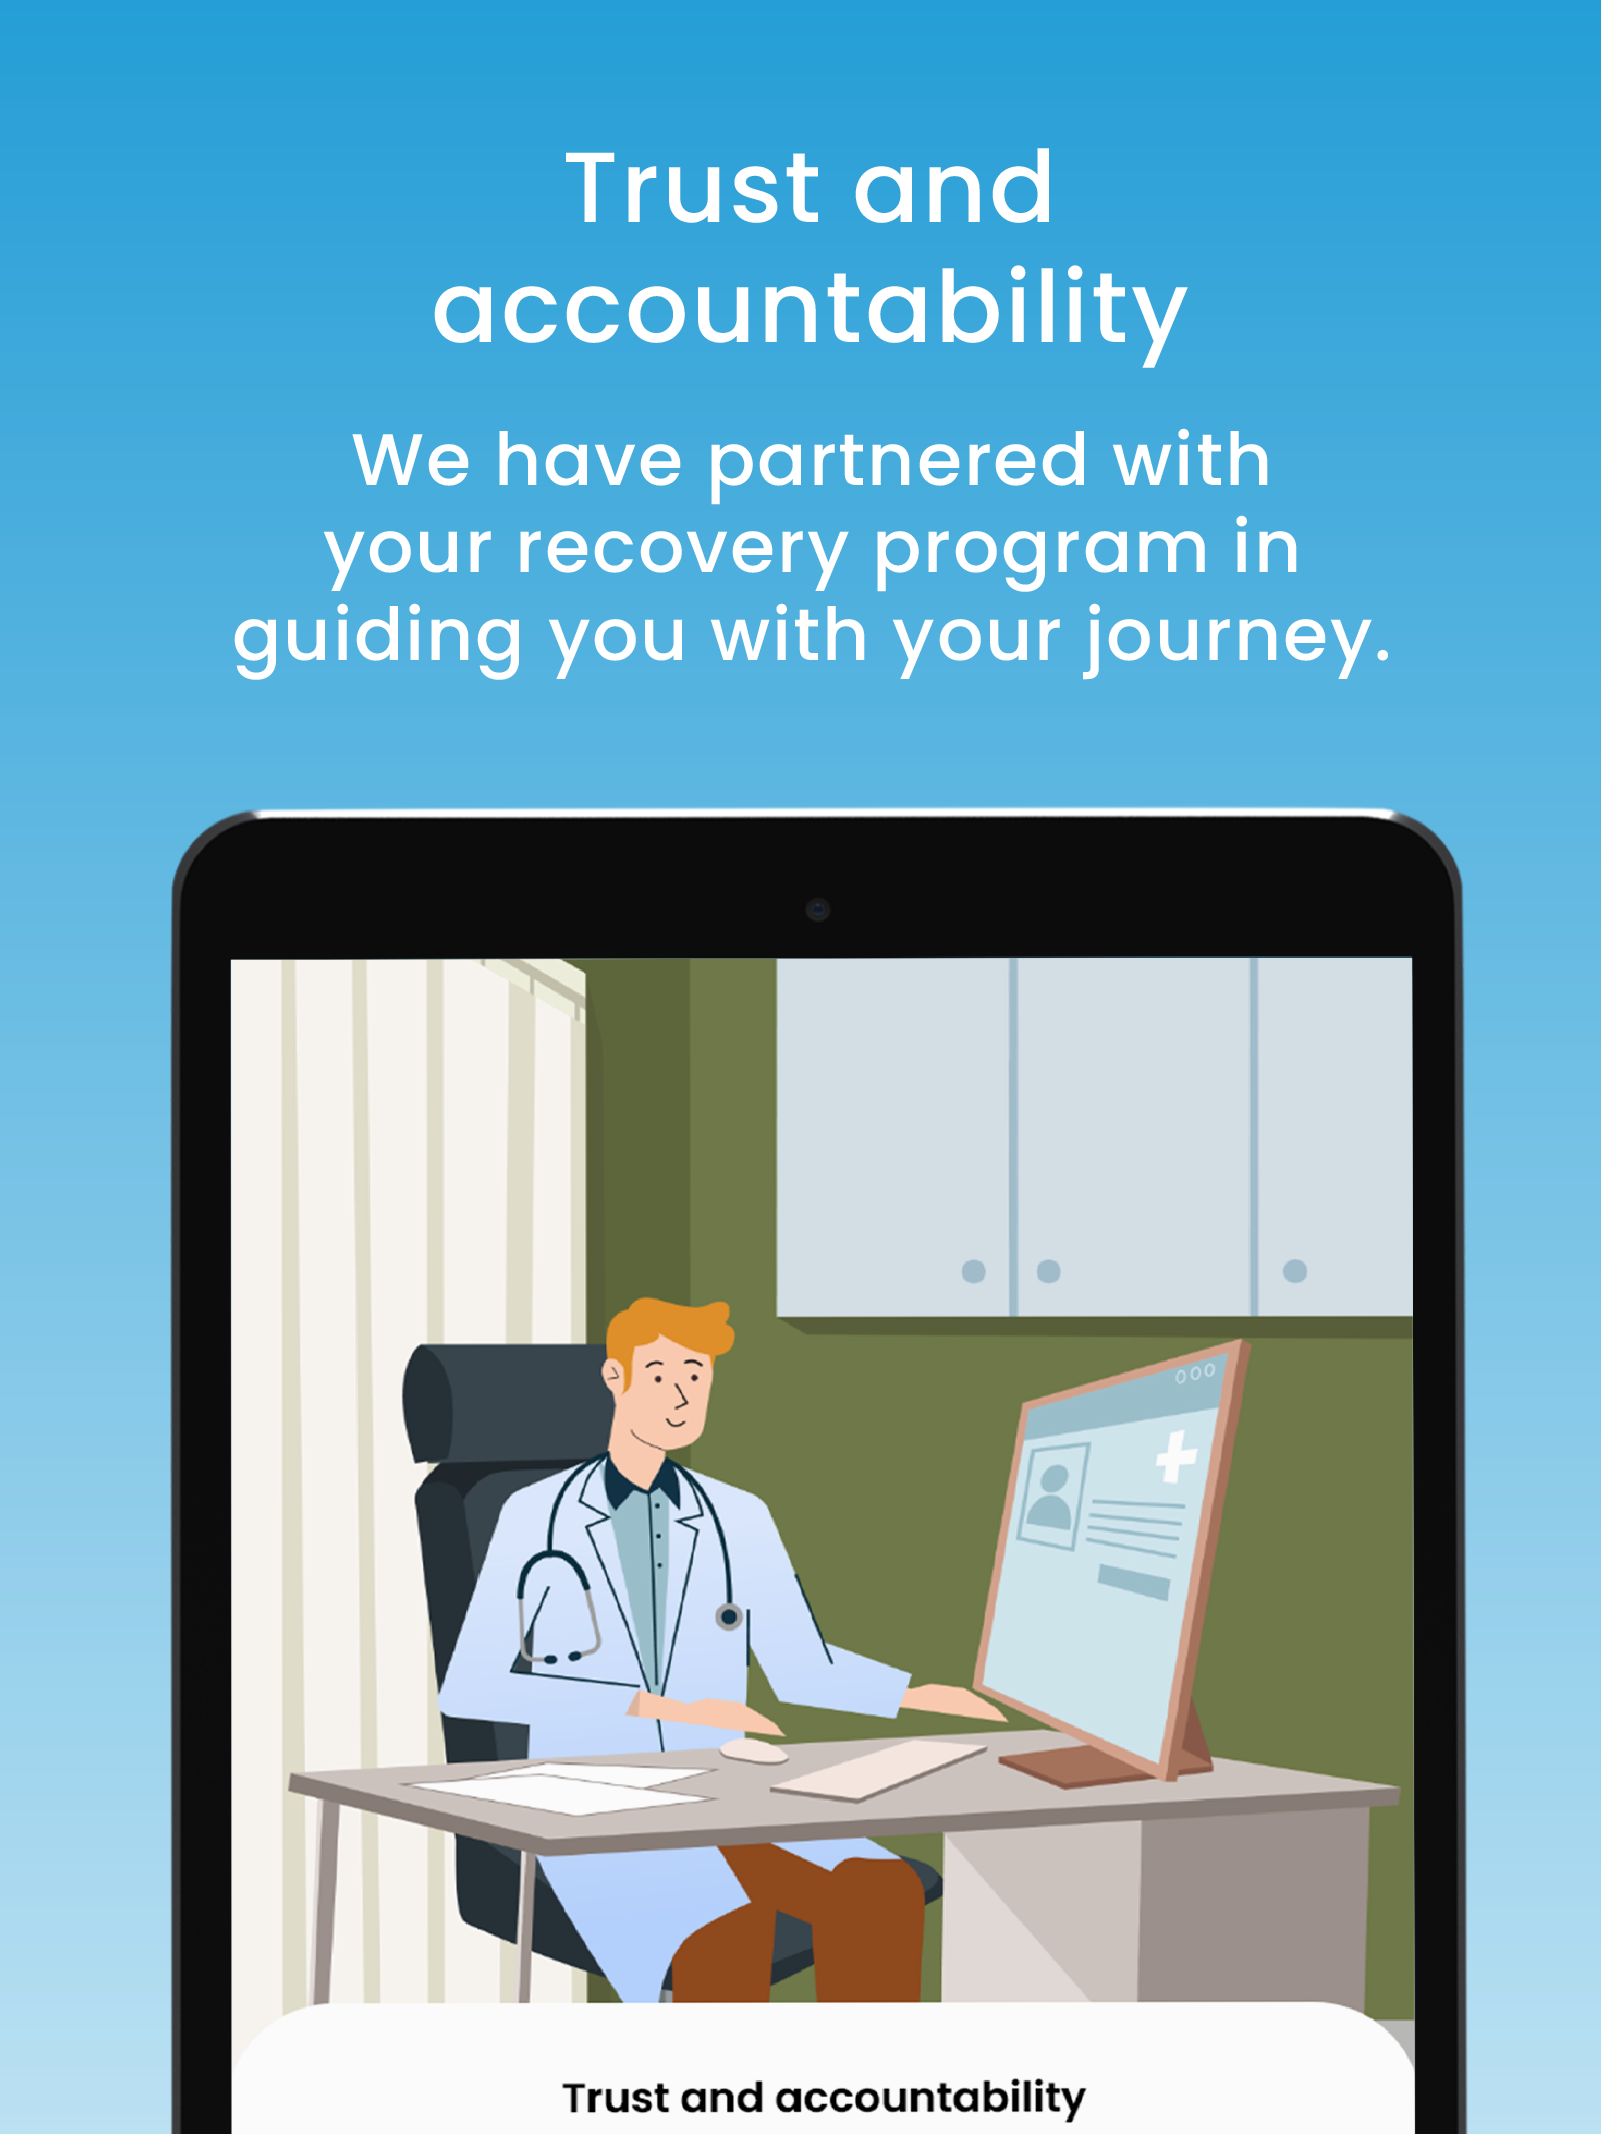 Trust and
accountability
We have partnered with
your recovery program in
guiding you with your journey.
Trust and accountability